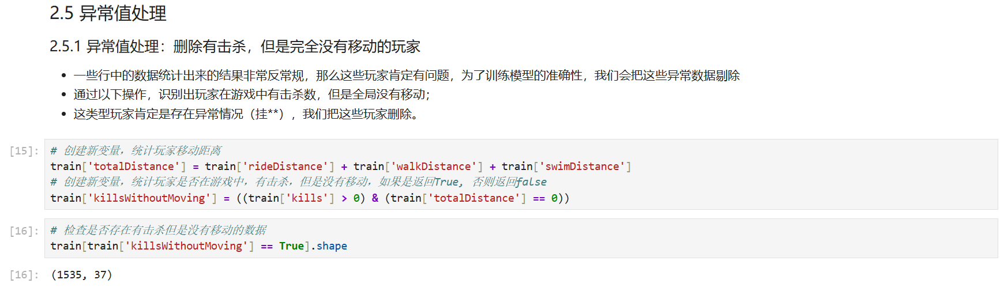 2.5 异常值处理
2.5.1 异常值处理：删除有击杀，但是完全没有移动的玩家
• 一些行中的数据统计出来的结果非常反常规，那么这些玩家肯定有问题，为了训练模型的准确性，我们会把这些异常数据剔除
• 通过以下操作，识别出玩家在游戏中有击杀数，但是全局没有移动；
• 这类型玩家肯定是存在异常情况（挂**），我们把这些玩家删除。
[15]: # 创建新变量，统计玩家移动距离
train['totalDistance'] = train['rideDistance'] + train['walkDistance'] + train['swimDistance']
# 创建新变量，统计玩家是否在游戏中，有击杀，但是没有移动，如果是返回True, 否则返回false
train['killsWithoutMoving'] = ((train['kills'] > 0) & (train['totalDistance'] == 0))
[16]: # 检查是否存在有击杀但是没有移动的数据
train[train['killsWithoutMoving'] == True].shape
[16]: (1535, 37)